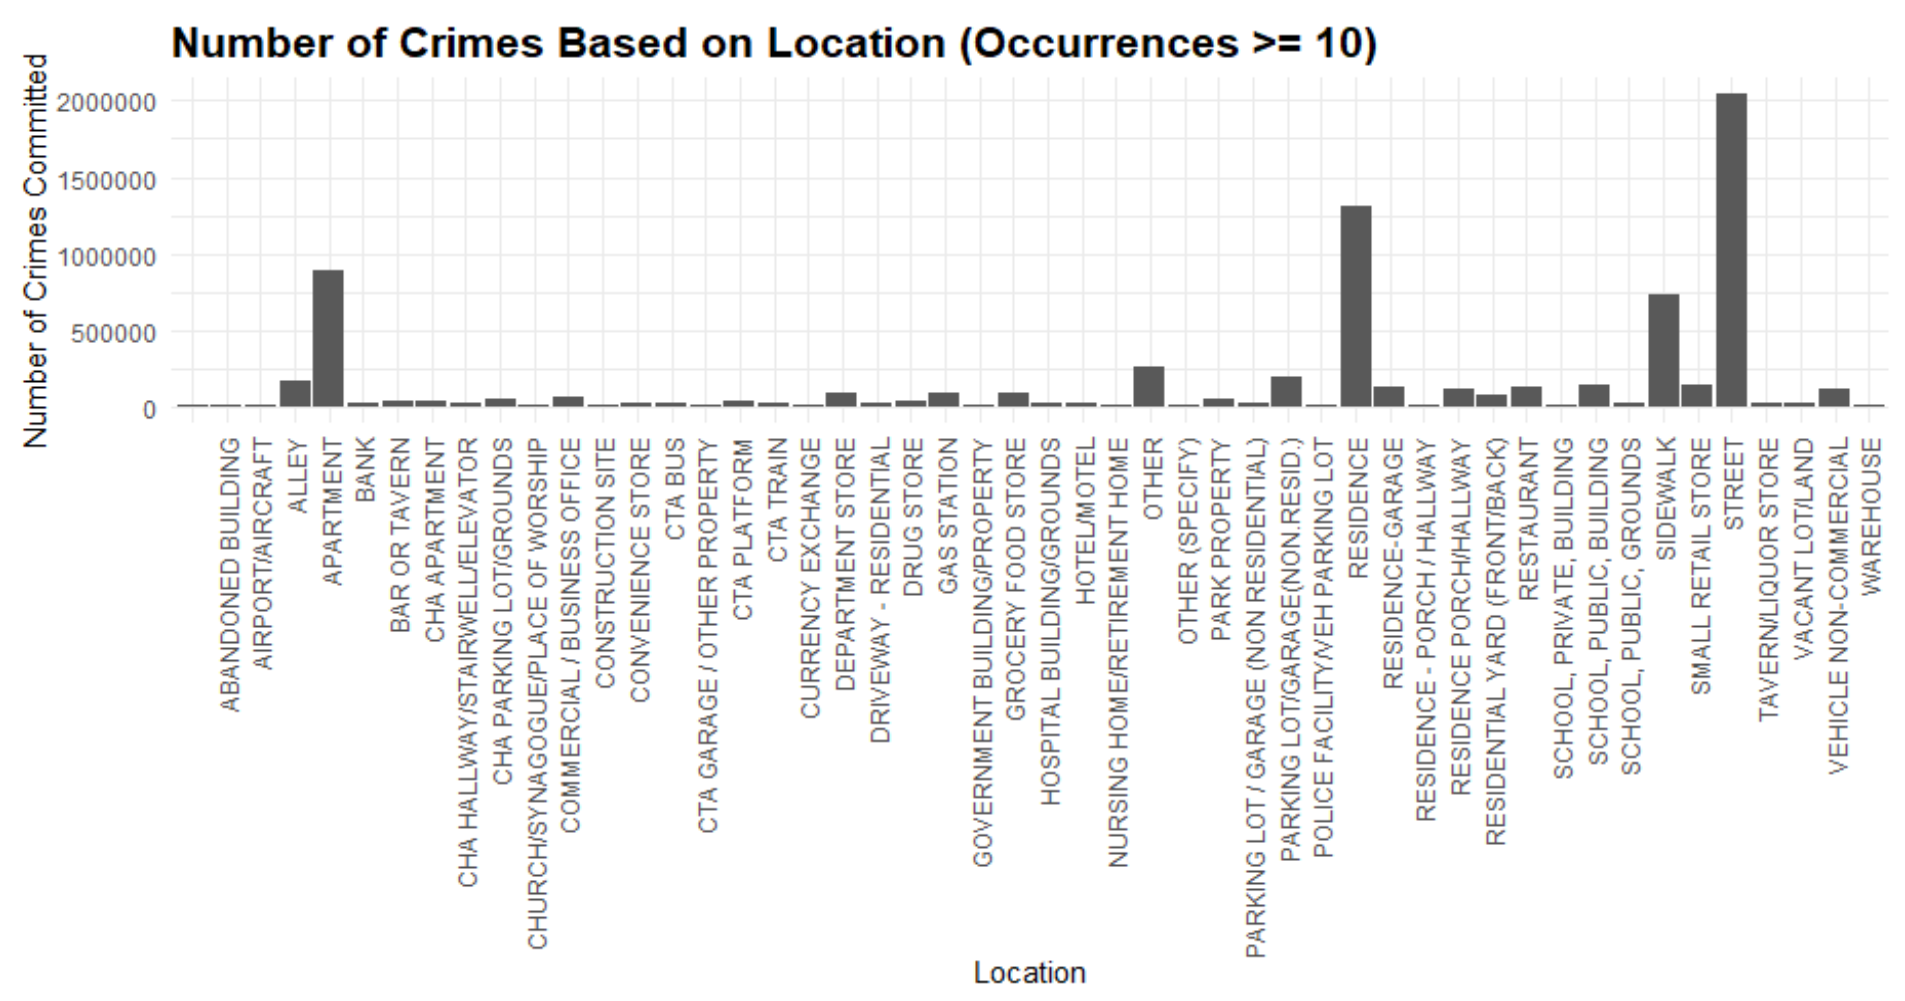 Number of Crimes Based on Location (Occurrences >= 10)
Number of Crimes Committed
2000000
1500000
1000000
500000
0
ABANDONED BUILDING
AIRPORT/AIRCRAFT
ALLEY
APARTMENT
BANK
BAR OR TAVERN
CHA APARTMENT
CHA HALLWAY/STAIRWELL/ELEVATOR
CHA PARKING LOT/GROUNDS
CHURCH/SYNAGOGUE/PLACE OF WORSHIP
COMMERCIAL / BUSINESS OFFICE
CONSTRUCTION SITE
CONVENIENCE STORE
CTA BUS
CTA GARAGE / OTHER PROPERTY
CTA PLATFORM
CTA TRAIN
CURRENCY EXCHANGE
DEPARTMENT STORE
DRIVEWAY - RESIDENTIAL
DRUG STORE
GAS STATION
GOVERNMENT BUILDING/PROPERTY
GROCERY FOOD STORE
HOSPITAL BUILDING/GROUNDS
HOTEL/MOTEL
NURSING HOME/RETIREMENT HOME
OTHER
OTHER (SPECIFY)
PARK PROPERTY
PARKING LOT / GARAGE (NON RESIDENTIAL)
PARKING LOT/GARAGE(NON.RESID.)
POLICE FACILITY/VEH PARKING LOT
RESIDENCE
RESIDENCE-GARAGE
RESIDENCE - PORCH / HALLWAY
RESIDENCE PORCH/HALLWAY
RESIDENTIAL YARD (FRONT/BACK)
RESTAURANT
SCHOOL, PRIVATE, BUILDING
SCHOOL, PUBLIC, BUILDING
SCHOOL, PUBLIC, GROUNDS
SIDEWALK
SMALL RETAIL STORE
STREET
TAVERN/LIQUOR STORE
VACANT LOT/LAND
VEHICLE NON-COMMERCIAL
WAREHOUSE
Location